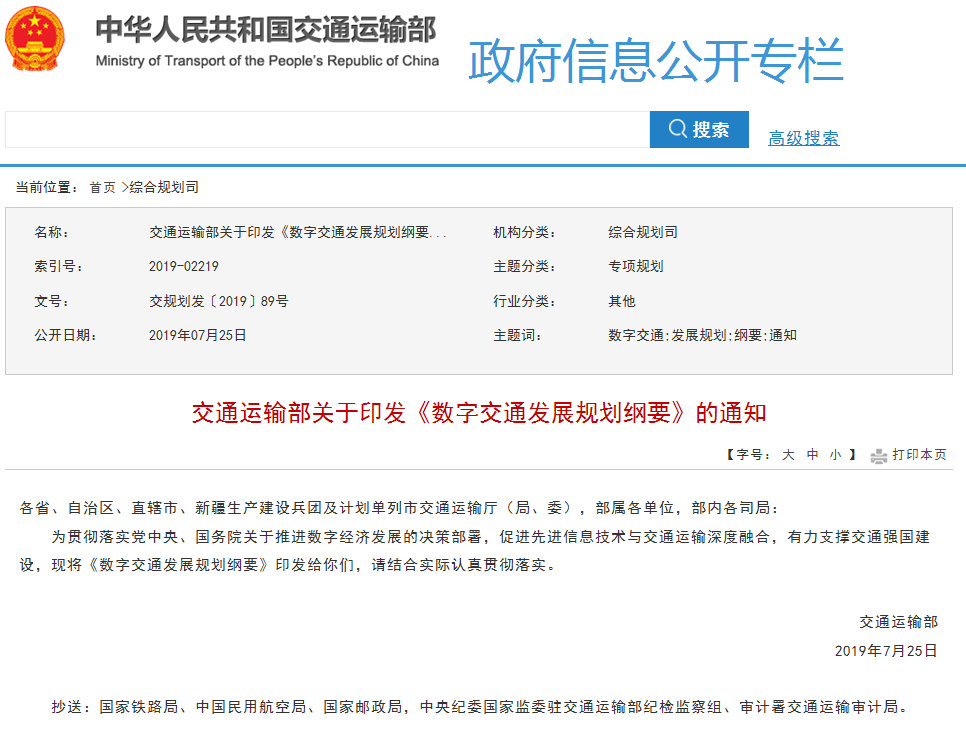 中华人民共和国交通运输部
Ministry of Transport of the People's Republic of China
政府信息公开专栏
搜索
高级搜索
当前位置： 首页 >综合规划司
名称： 交通运输部关于印发《数字交通发展规划纲要... 机构分类： 综合规划司
索引号： 2019-02219 主题分类： 专项规划
文号： 交规划发〔2019〕89号 行业分类： 其他
公开日期： 2019年07月25日 主题词： 数字交通;发展规划;纲要;通知
交通运输部关于印发《数字交通发展规划纲要》的通知
【字号： 大 中 小 】 打印本页
各省、自治区、直辖市、新疆生产建设兵团及计划单列市交通运输厅（局、委），部属各单位，部内各司局：
为贯彻落实党中央、国务院关于推进数字经济发展的决策部署，促进先进信息技术与交通运输深度融合，有力支撑交通强国建
设，现将《数字交通发展规划纲要》印发给你们，请结合实际认真贯彻落实。
交通运输部
2019年7月25日
抄送：国家铁路局、中国民用航空局、国家邮政局，中央纪委国家监委驻交通运输部纪检监察组、审计署交通运输审计局。